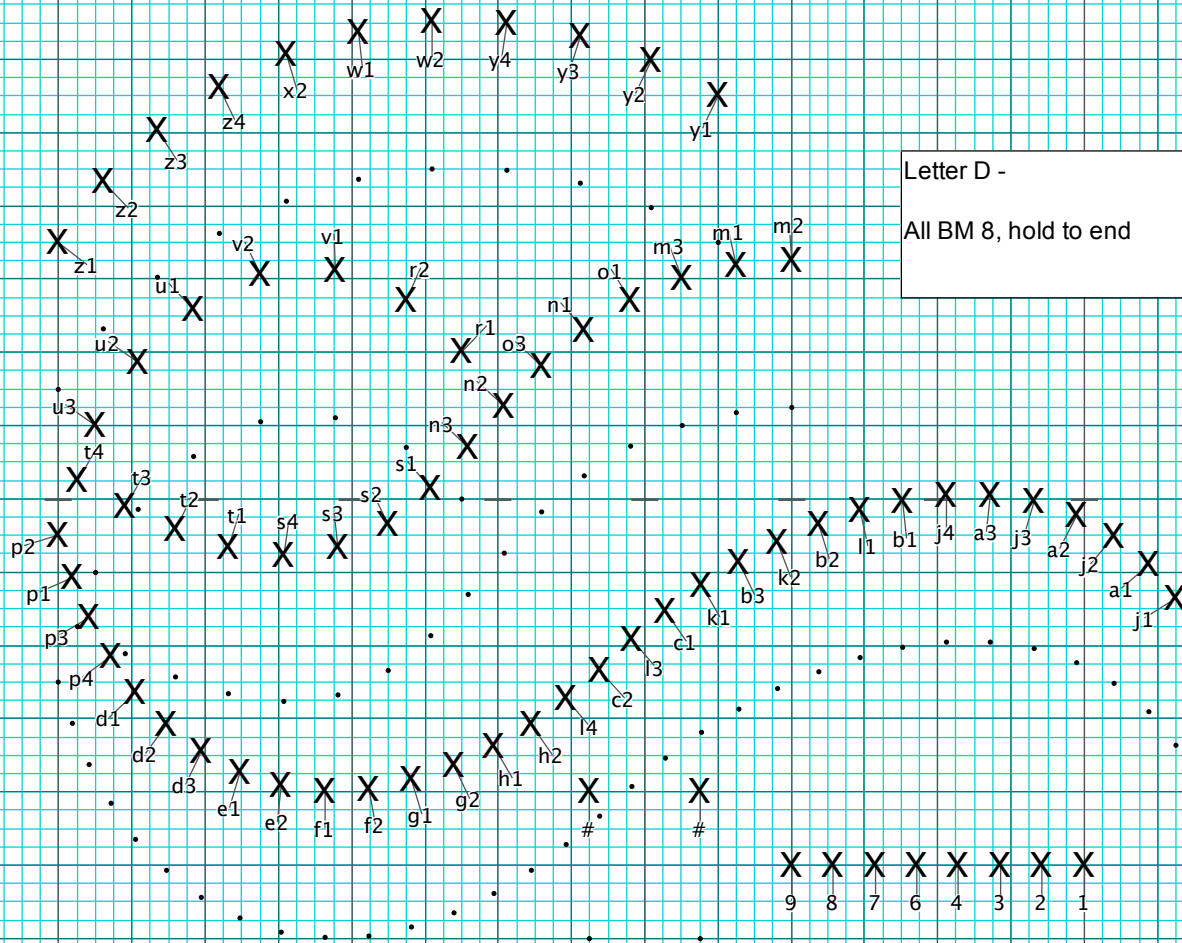 w1 w2 y4 y3
x2
y2
z4
y1
z3
Letter D -
z2
All BM 8, hold to end
m2
m1
v1
v2
m3
z1
r2
o1
u1
n1
r1
u2
o3
n2
u3
n3
t4
s1
t3
s2
t2
s3
t1
s4
p2
l1 b1 j4 a3 j3
a2
b2
j2
k2
a1
p1
b3
k1
j1
p3
c1
l3
p4
c2
d1
l4
d2
h2
h1
d3
g2
e1
g1
e2 f1 f2
# #
9 8 7 6 4 3 2 1